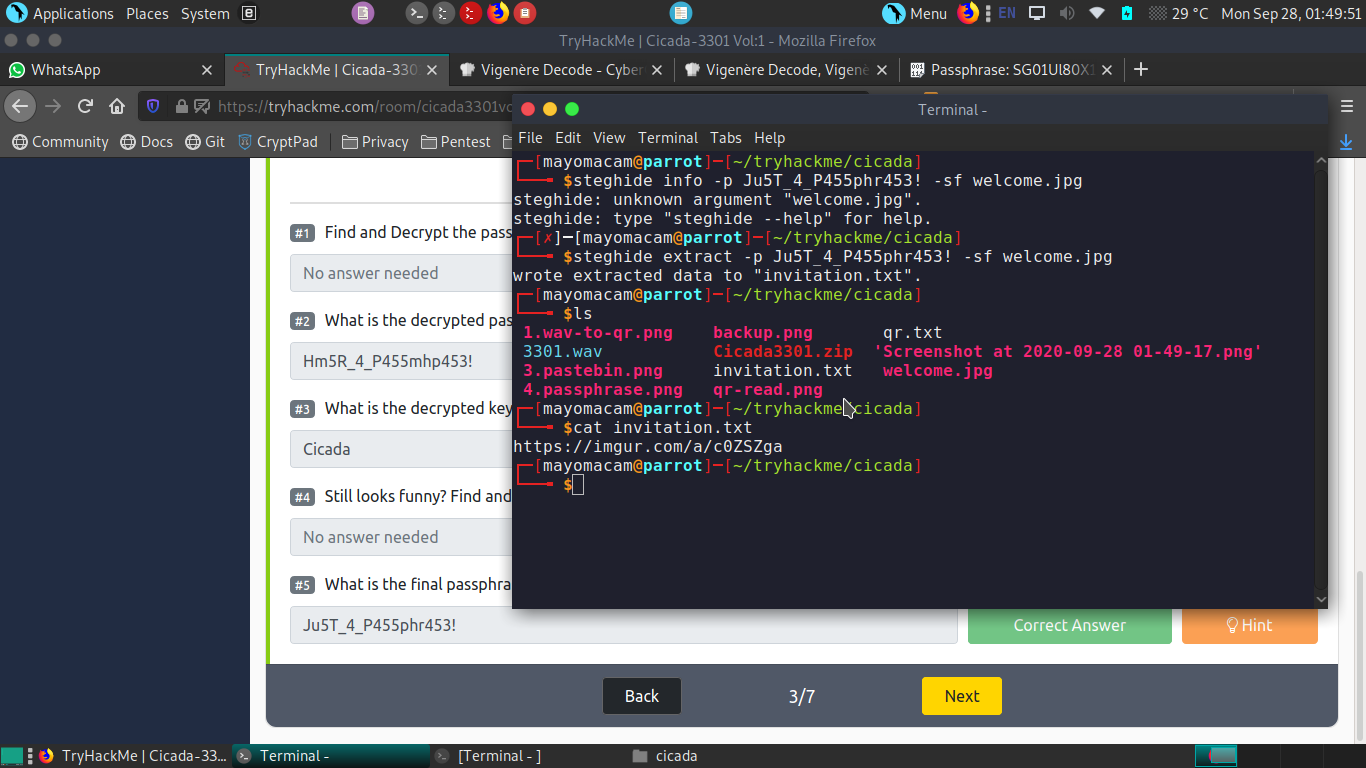 Applications Places System
Menu EN 29 °C Mon Sep 28, 01:49:51
TryHackMe | Cicada-3301 Vol:1 - Mozilla Firefox
WhatsApp
TryHackMe | Cicada-330
Vigenère Decode - Cyber
Vigenère Decode, Vigenè
Passphrase: SG01Ul80X1
https://tryhackme.com/room/cicada3301vo
Community Docs Git CryptPad Privacy Pentest
#1 Find and Decrypt the pass
No answer needed
#2 What is the decrypted pas
Hm5R_4_P455mhp453!
#3 What is the decrypted key
Cicada
#4 Still looks funny? Find and
No answer needed
#5 What is the final passphra
Ju5T_4_P455phr453!
Correct Answer
Hint
Back
3/7
Next
Terminal -
File Edit View Terminal Tabs Help
┌─[mayomacam@parrot]─[~/tryhackme/cicada]
└──╼ $steghide info -p Ju5T_4_P455phr453! -sf welcome.jpg
steghide: unknown argument "welcome.jpg".
steghide: type "steghide --help" for help.
┌─[✗]─[mayomacam@parrot]─[~/tryhackme/cicada]
└──╼ $steghide extract -p Ju5T_4_P455phr453! -sf welcome.jpg
wrote extracted data to "invitation.txt".
┌─[mayomacam@parrot]─[~/tryhackme/cicada]
└──╼ $ls
1.wav-to-qr.png backup.png qr.txt
3301.wav Cicada3301.zip 'Screenshot at 2020-09-28 01-49-17.png'
3.pastebin.png invitation.txt welcome.jpg
4.passphrase.png qr-read.png
┌─[mayomacam@parrot]─[~/tryhackme/cicada]
└──╼ $cat invitation.txt
https://imgur.com/a/c0ZSZga
┌─[mayomacam@parrot]─[~/tryhackme/cicada]
└──╼ $
TryHackMe | Cicada-33...
Terminal -
[Terminal - ]
cicada